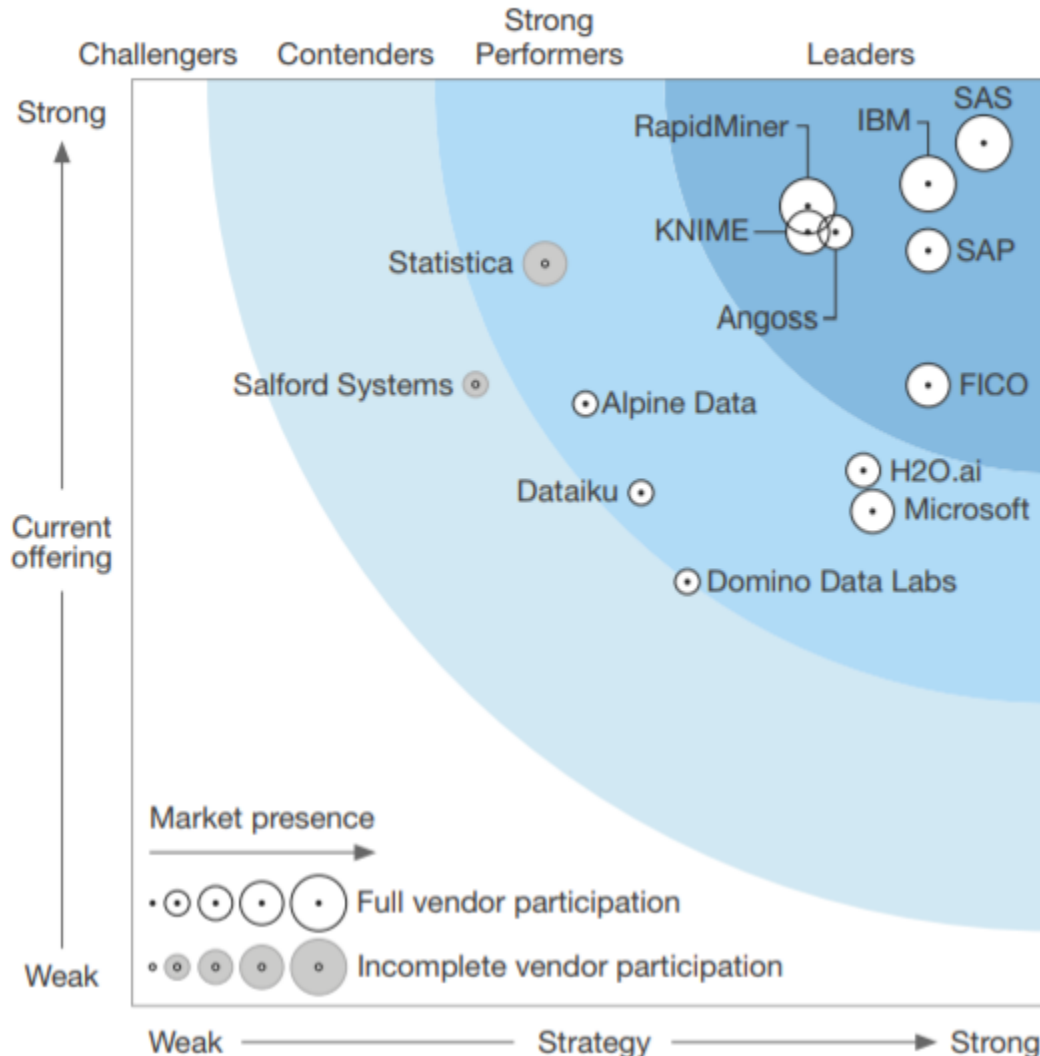 Strong
Challengers Contenders Performers Leaders
Strong
SAS
IBM
RapidMiner
KNIME
SAP
Statistica
Angoss
Salford Systems
FICO
Alpine Data
H2O.ai
Dataiku
Microsoft
Current
offering
Domino Data Labs
Market presence
Full vendor participation
Incomplete vendor participation
Weak
Weak Strategy Strong